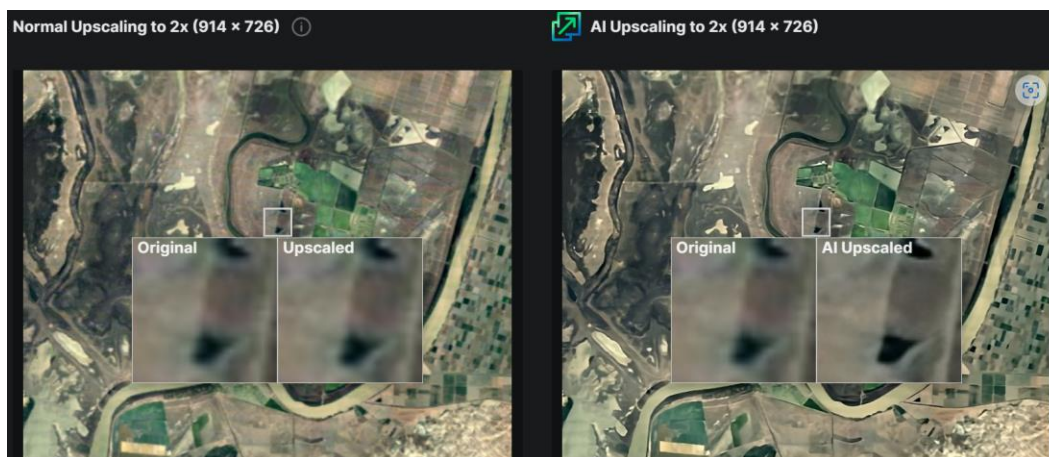 Normal Upscaling to 2x (914 × 726)
AI Upscaling to 2x (914 × 726)
Original
Upscaled
Original
AI Upscaled